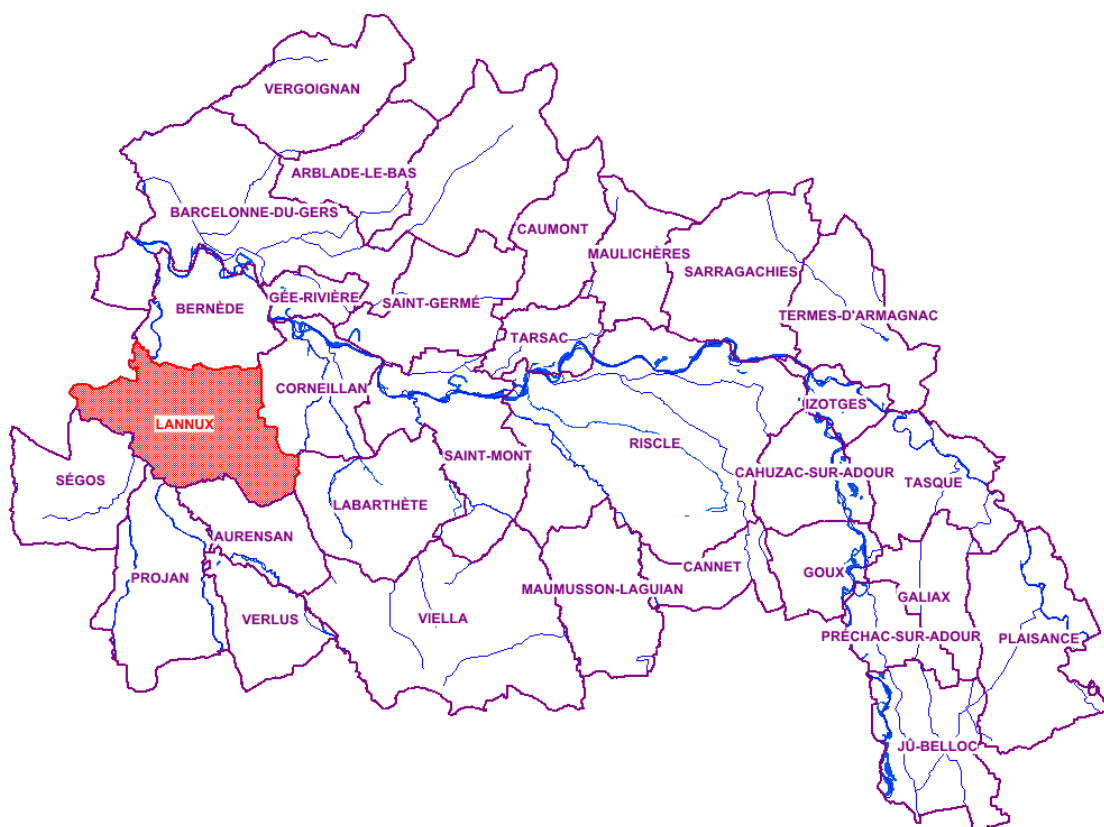 VERGOIGNAN
ARBLADE-LE-BAS
BARCELONNE-DU-GERS
CAUMONT
MAULICHÈRES
SARRAGACHIES
BERNÈDE
GÉE-RIVIÈRE
SAINT-GERMÉ
TERMES-D'ARMAGNAC
TARSAC
CORNEILLAN
IZOTGES
LANNUX
RISCLE
SAINT-MONT
CAHUZAC-SUR-ADOUR
SÉGOS
LABARTHÈTE
TASQUE
AURENSAN
CANNET
GOUX
PROJAN
MAUMUSSON-LAGUIAN
GALIAX
VERLUS
VIELLA
PRÉCHAC-SUR-ADOUR
PLAISANCE
JÛ-BELLOC